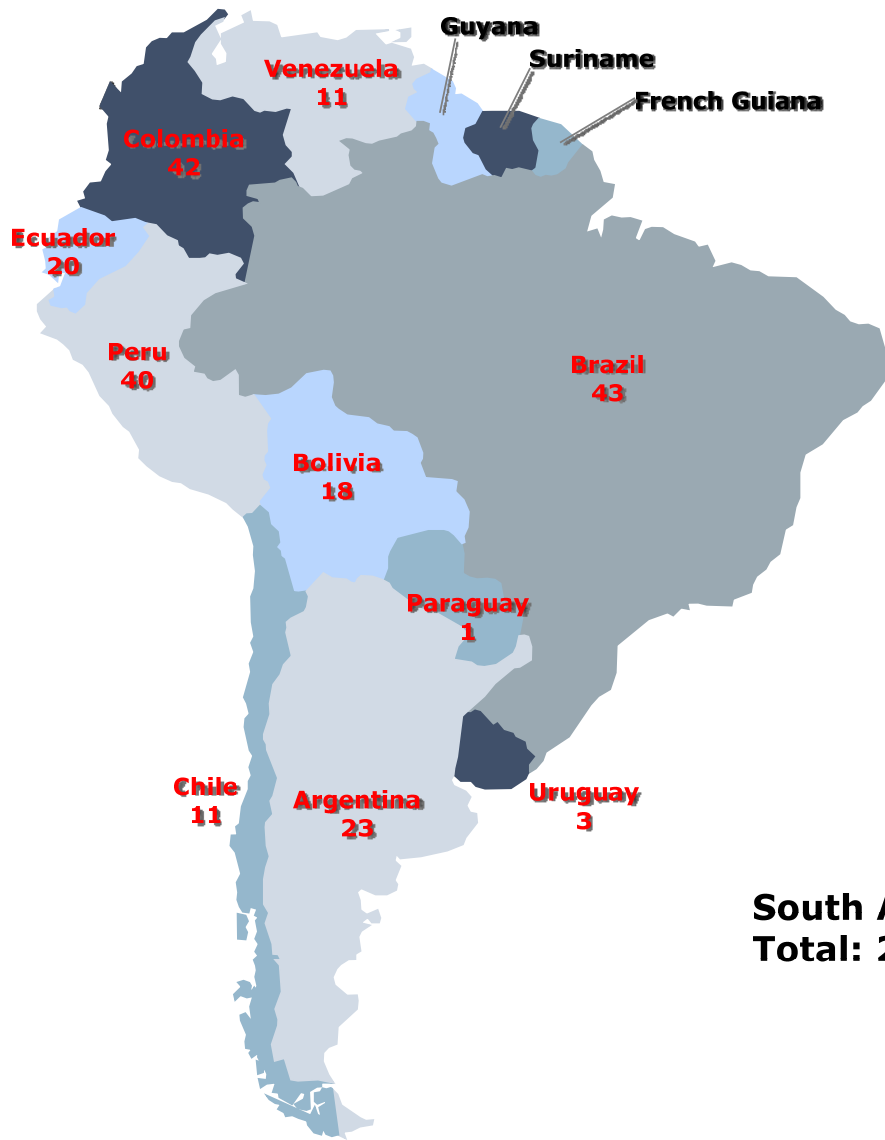 Guyana
Suriname
French Guiana
Venezuela
11
Colombia
42
Ecuador
20
Peru
40
Brazil
43
Bolivia
18
Paraguay
1
Chile
11
Argentina
23
Uruguay
3
South
Total: 2